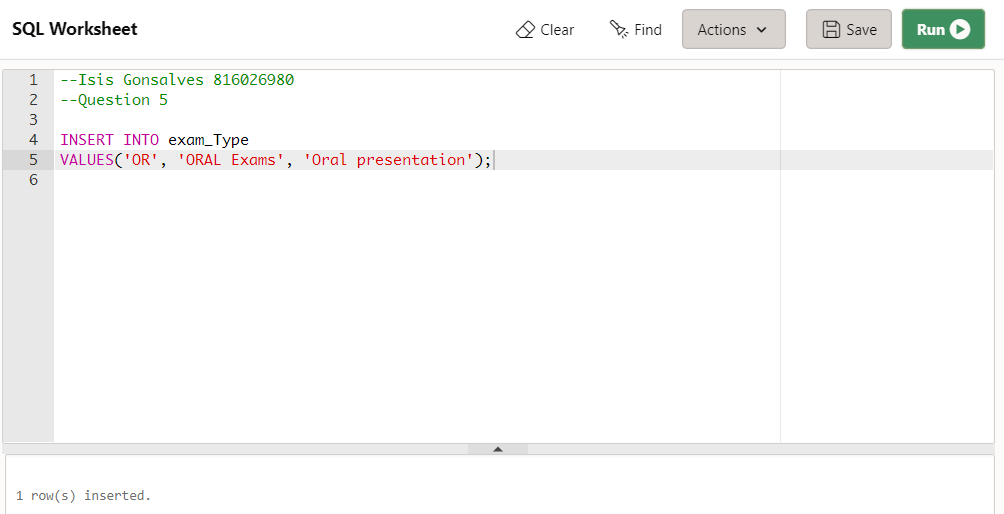 SQL Worksheet
Clear
Find
Actions
Save
Run
1 --Isis Gonsalves 816026980
2 --Question 5
3
4 INSERT INTO exam_Type
5 VALUES('OR', 'ORAL Exams', 'Oral presentation');
6
1 row(s) inserted.